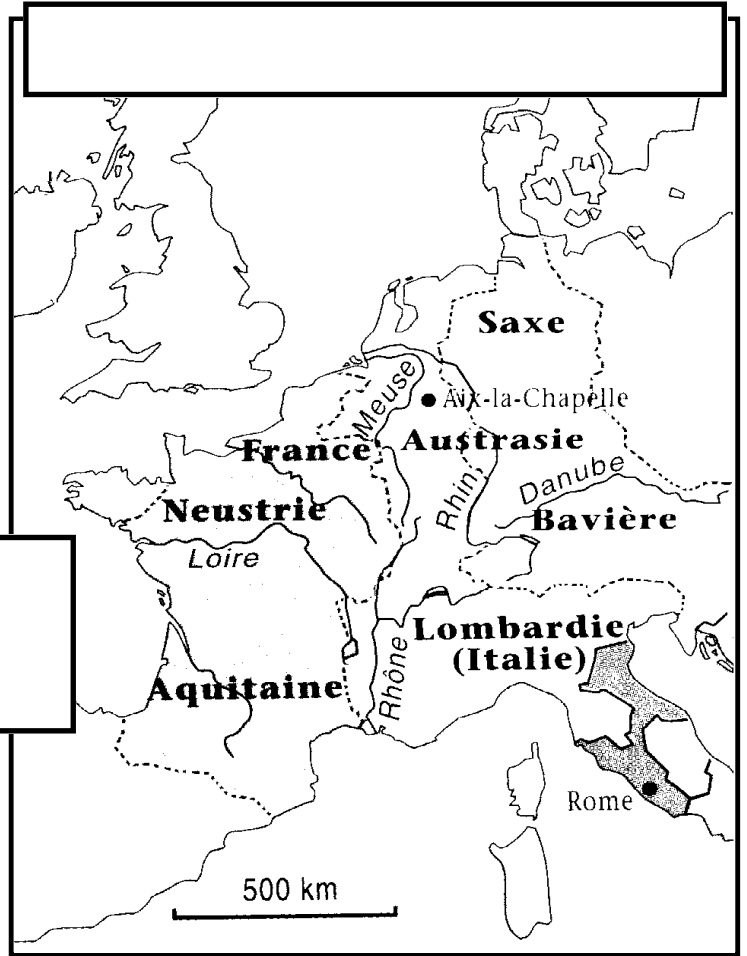 Saxe
Meuse
Aix-la-Chapelle
France
Austrasie
Rhin
Danube
Neustrie
Bavière
Loire
Lombardie
(Italie)
Rhône
Aquitaine
Rome
500 km